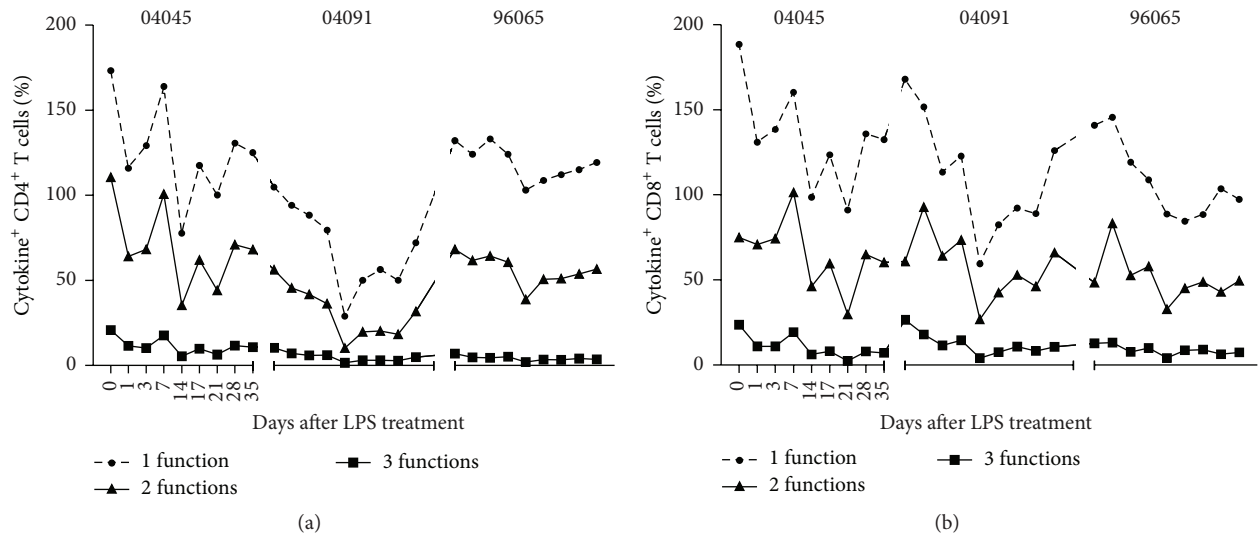 04045 04091 96065
200
150
100
50
0
Cytokine⁺ CD4⁺ T cells (%)
0 1 3 7 14 17 21 28 35
Days after LPS treatment
1 function
2 functions
3 functions
(a)
04045 04091 96065
200
150
100
50
0
Cytokine⁺ CD8⁺ T cells (%)
0 1 3 7 14 17 21 28 35
Days after LPS treatment
1 function
2 functions
3 functions
(b)